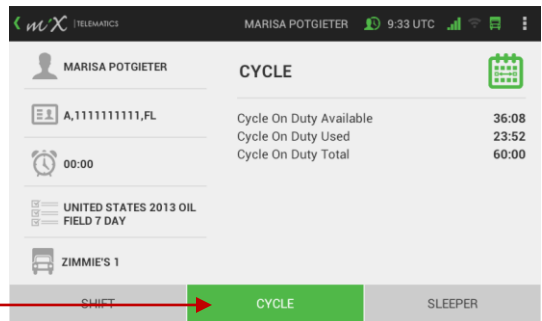 miX |TELEMATICS
MARISA POTGIETER 9:33 UTC
MARISA POTGIETER
A,1111111111,FL
00:00
UNITED STATES 2013 OIL
FIELD 7 DAY
ZIMMIE'S 1
CYCLE
Cycle On Duty Available 36:08
Cycle On Duty Used 23:52
Cycle On Duty Total 60:00
SHIFT CYCLE SLEEPER